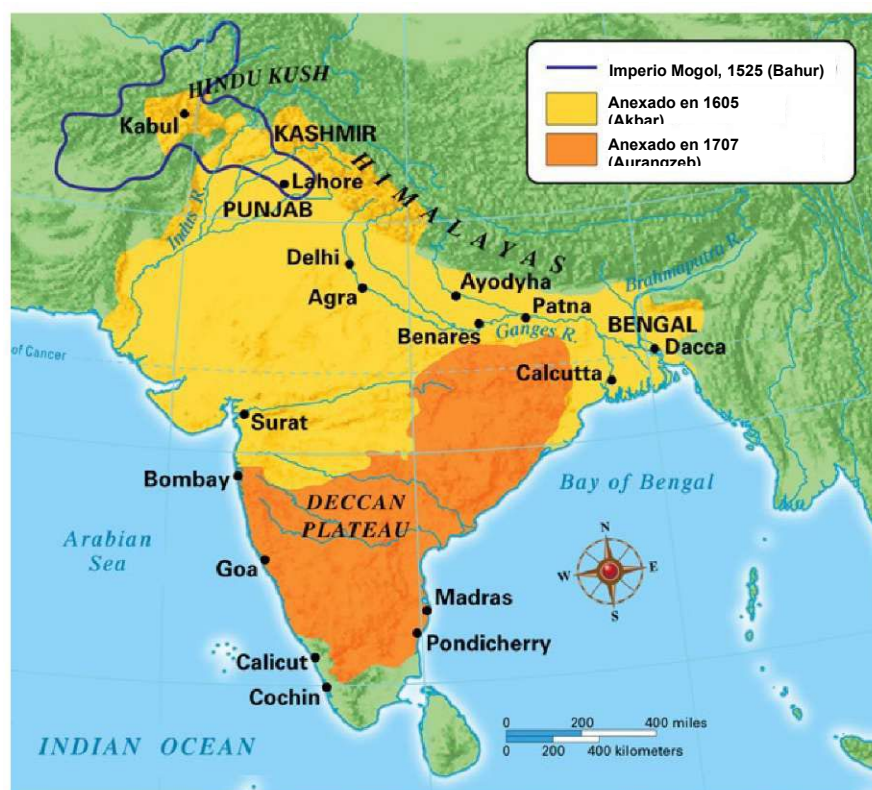 Imperio Mogol, 1525 (Bahur)
Anexado en 1605
(Akbar)
Anexado en 1707
(Aurangzeb)
HINDU KUSH
Kabul
KASHMIR
HIMALAYAS
Lahore
PUNJAB
Indus R.
Delhi
Agra
Ayodyha
Brahmaputra R.
Patna
Benares
Ganges R.
BENGAL
Dacca
of Cancer
Calcutta
Surat
Bombay
Bay of Bengal
DECCAN
PLATEAU
Arabian
Sea
Goa
N
W
E
S
Madras
Pondicherry
Calicut
Cochin
INDIAN OCEAN
0 200 400 miles
0 200 400 kilometers